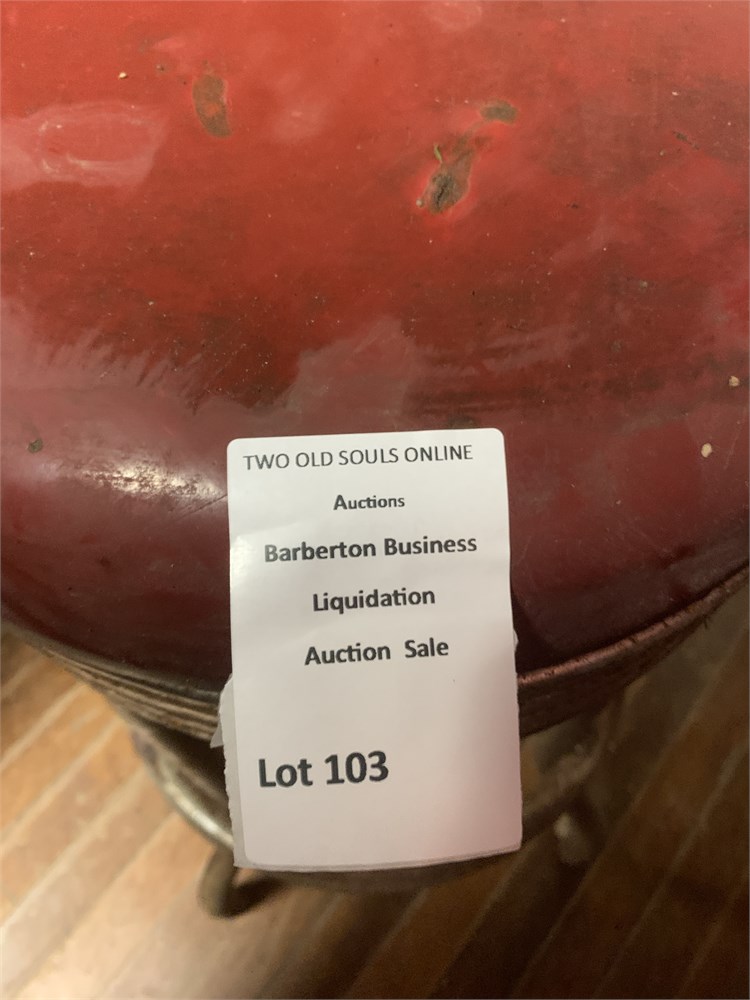 TWO OLD SOULS ONLINE
Auctions
Barberton Business
Liquidation
Auction Sale
Lot 103